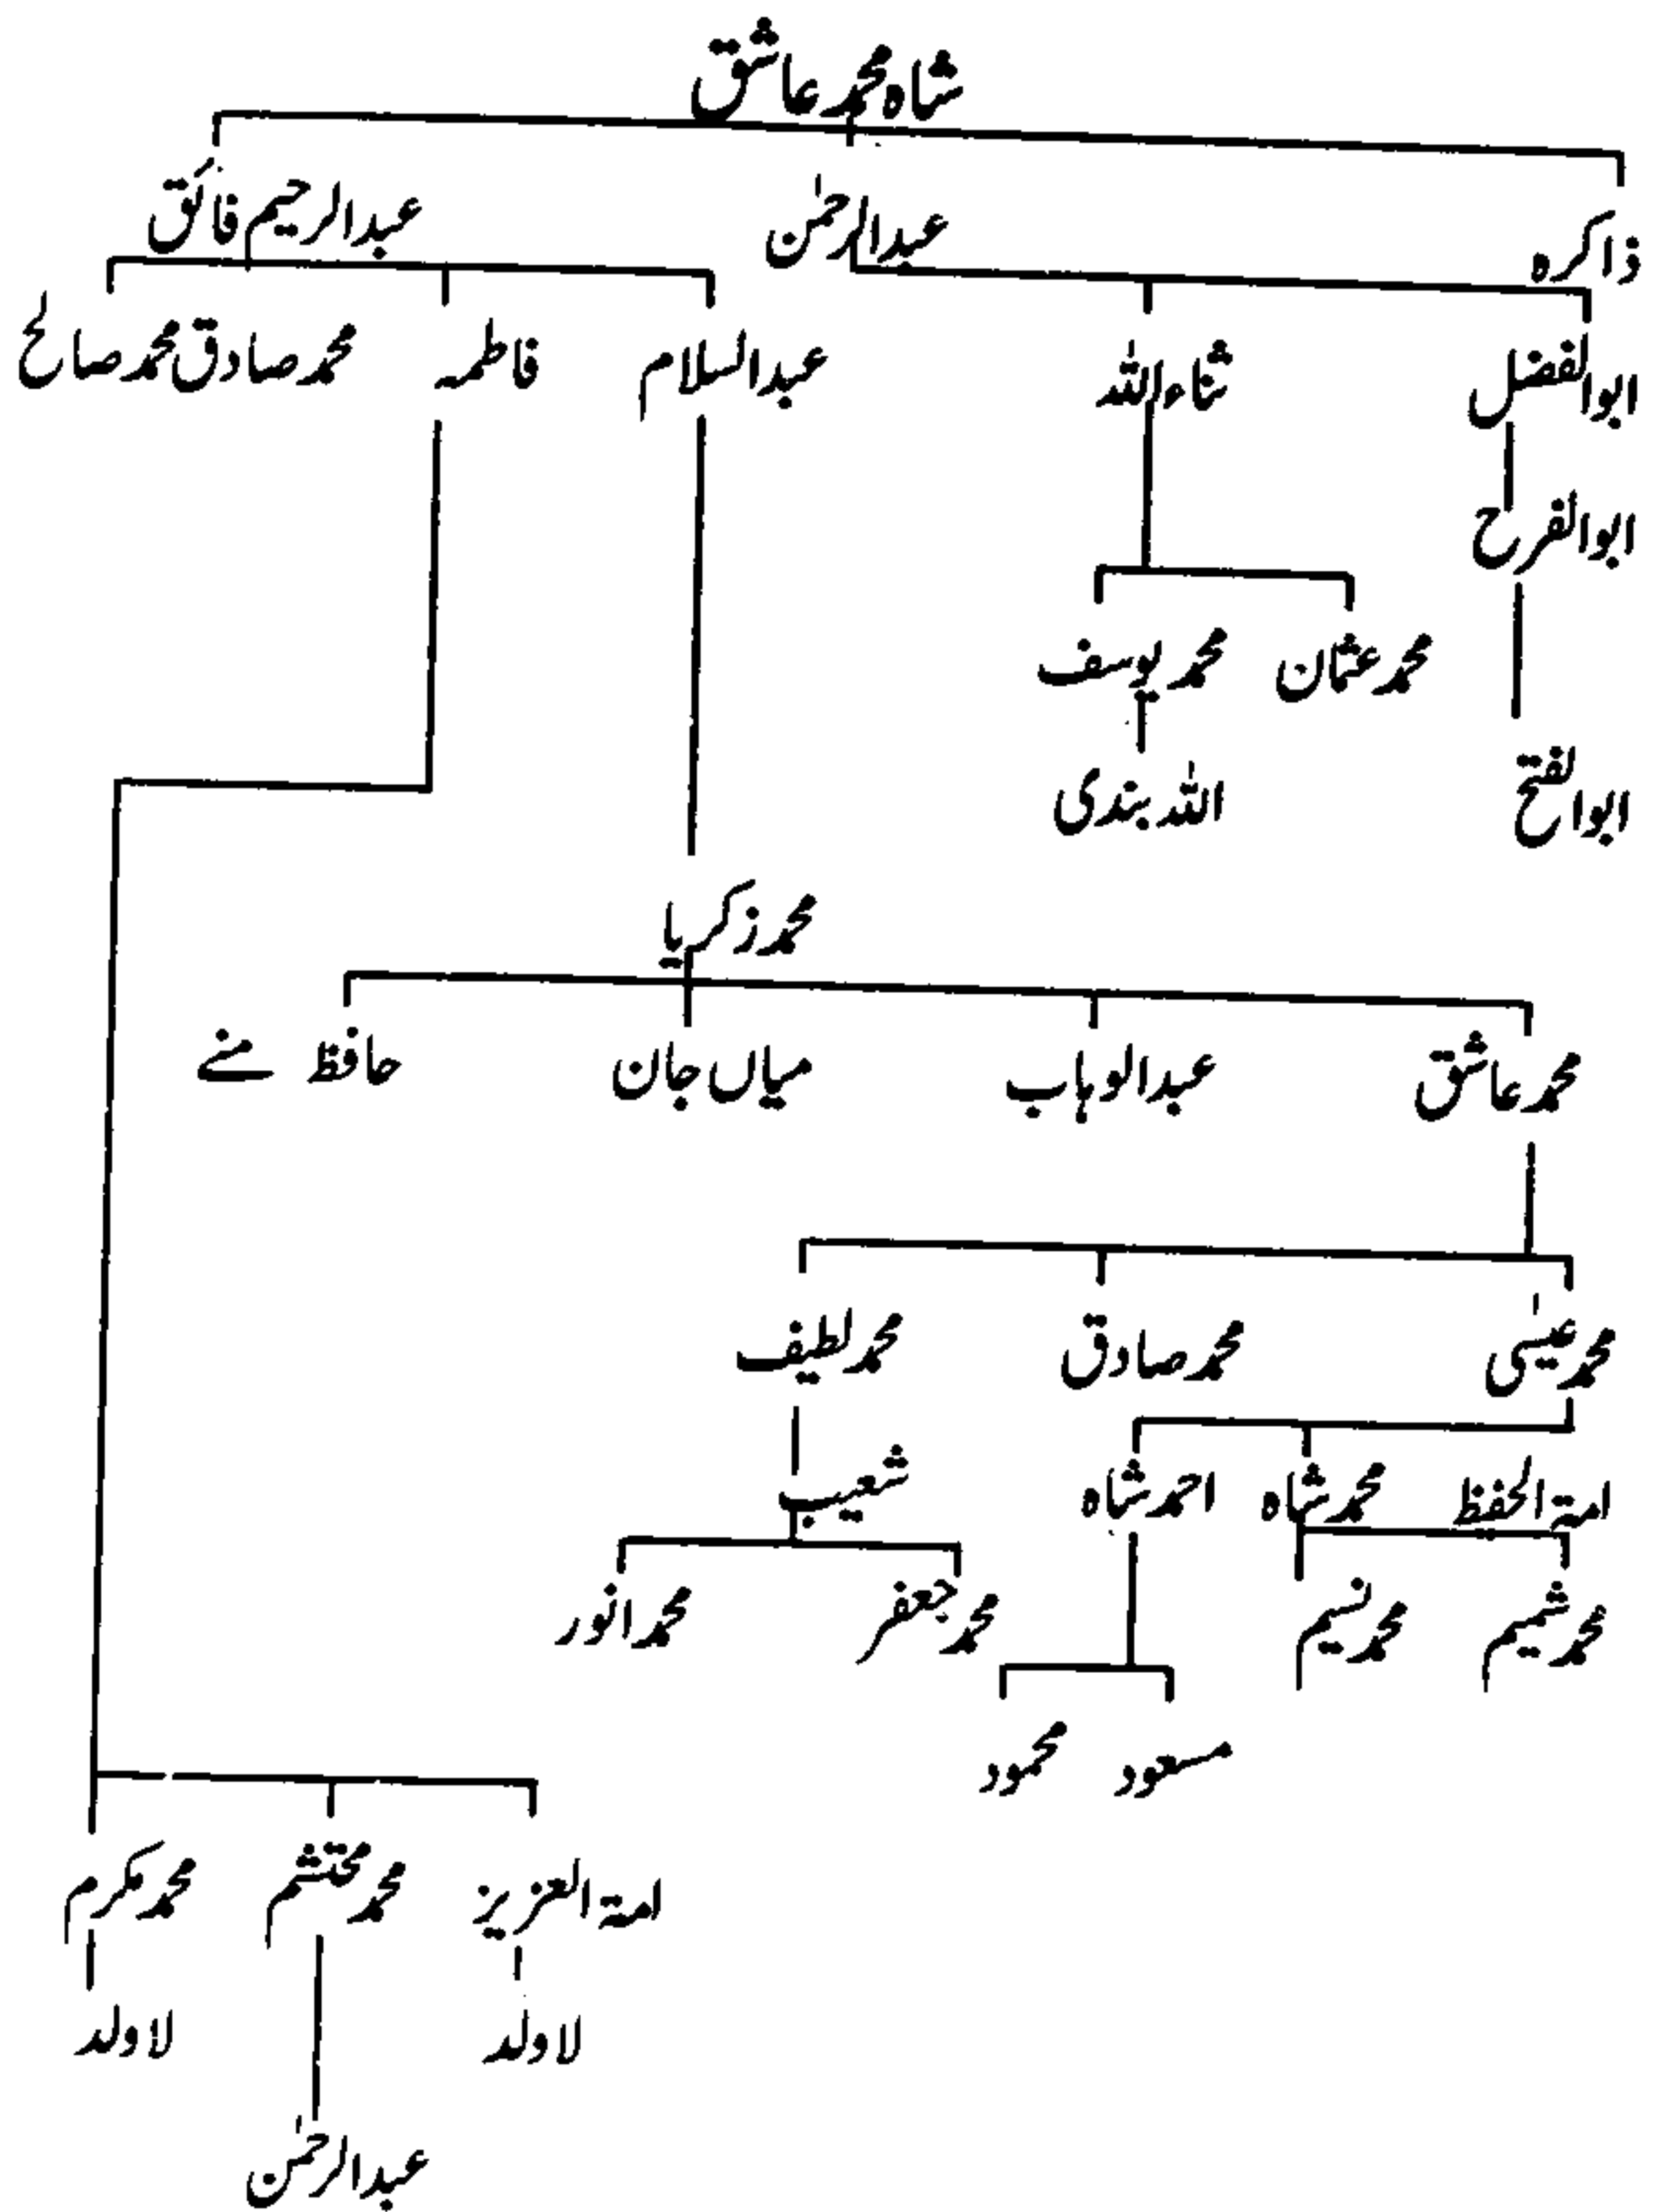 شاہ محمد عاشق
ذاکرہ عبدالرحمٰن عبدالرحیم فائق
ابوالفضل ثناء اللہ عبدالسلام فاطمہ محمد صادق محمد صالح
ابوالفرح
محمد عثمان محمد یوسف
ابوالفتح اللہ بندی
محمد زکریا
محمد عاشق عبدالوہاب میاں جان حافظ منے
محمد عیسیٰ محمد صادق محمد لطیف
امۃ الحفظ محمد شاہ احمد شاہ شعیب
محمد شمیم محمد نسیم محمد جعفر محمد انور
مسعود محمود
امۃ العزیز محمد محتشم محمد مکرم
لاولد لاولد
عبدالرحمٰن